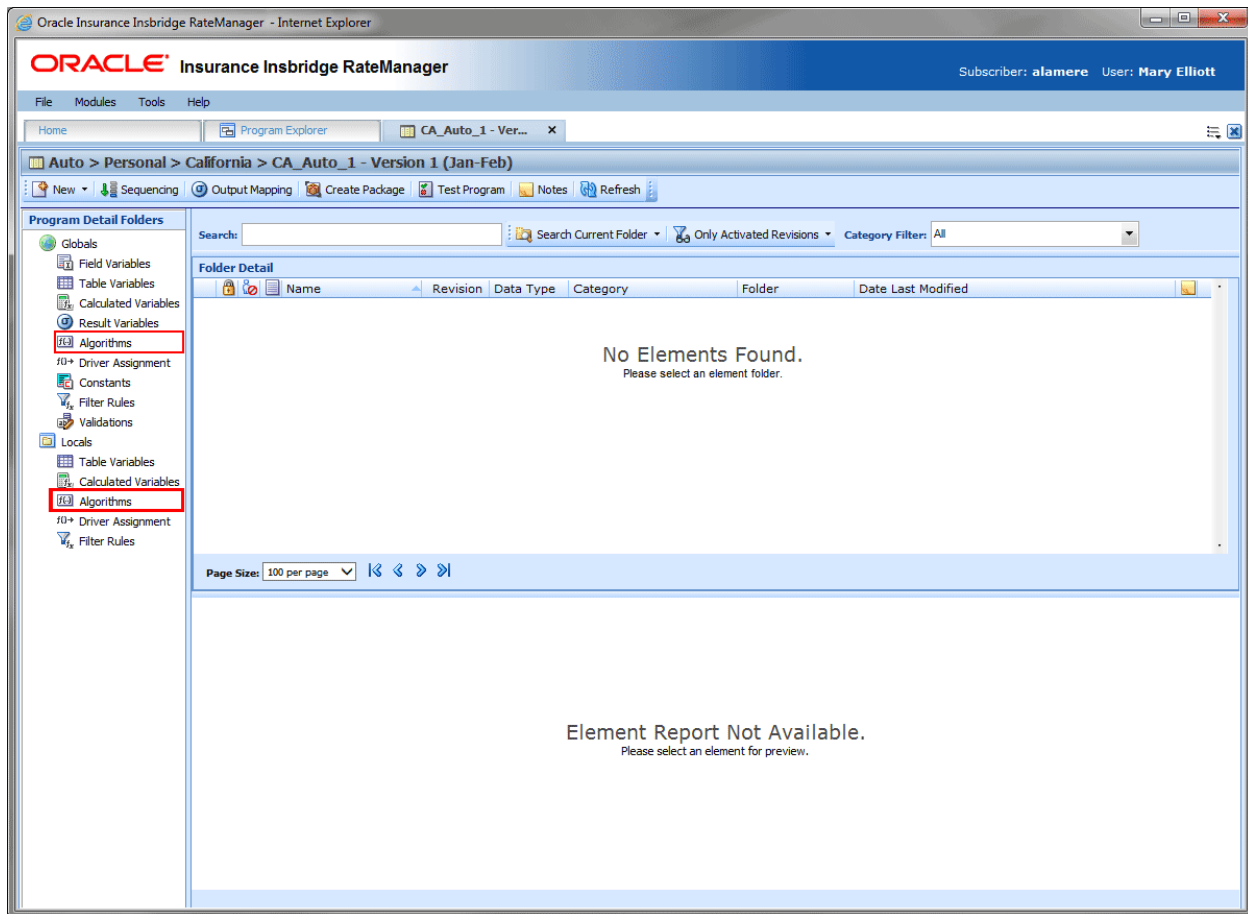 Oracle Insurance Insbridge RateManager - Internet Explorer
ORACLE Insurance Insbridge RateManager
Subscriber: alamere User: Mary Elliott
File Modules Tools Help
Home Program Explorer CA_Auto_1 - Ver... x
Auto > Personal > California > CA_Auto_1 - Version 1 (Jan-Feb)
New Sequencing Output Mapping Create Package Test Program Notes Refresh
Program Detail Folders
Globals
Field Variables
Table Variables
Calculated Variables
Result Variables
Algorithms
Driver Assignment
Constants
Filter Rules
Validations
Locals
Table Variables
Calculated Variables
Algorithms
Driver Assignment
Filter Rules
Search: Search Current Folder Only Activated Revisions Category Filter: All
Folder Detail
Name Revision Data Type Category Folder Date Last Modified
No Elements Found.
Please select an element folder.
Page Size: 100 per page
Element Report Not Available.
Please select an element for preview.